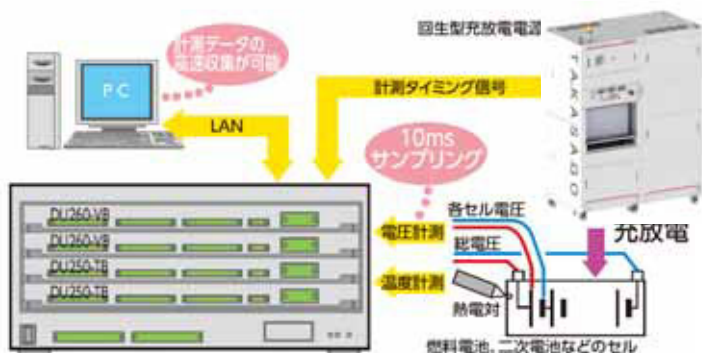 計測データの
高速収集が可能
PC
LAN
回生型充放電電源
TAKASAGO
計測タイミング信号
10ms
サンプリング
DU260-VB
DU260-VB
DU250-TB
DU250-TB
電圧計測
温度計測
各セル電圧
総電圧
熱電対
充放電
燃料電池、二次電池などのセル